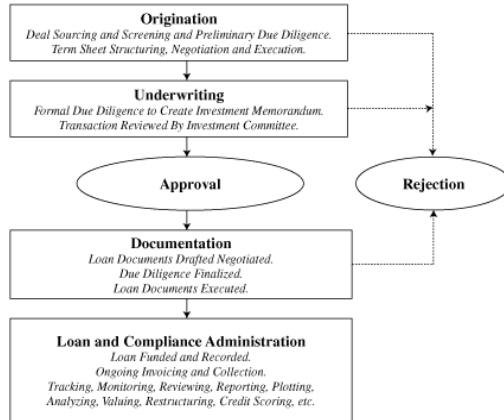 Origination
Deal Sourcing and Screening and Preliminary Due Diligence.
Term Sheet Structuring, Negotiation and Execution.
Underwriting
Formal Due Diligence to Create Investment Memorandum.
Transaction Reviewed By Investment Committee.
Approval
Rejection
Documentation
Loan Documents Drafted Negotiated.
Due Diligence Finalized.
Loan Documents Executed.
Loan and Compliance Administration
Loan Funded and Recorded.
Ongoing Invoicing and Collection.
Tracking, Monitoring, Reviewing, Reporting, Plotting,
Analyzing, Valuing, Restructuring, Credit Scoring, etc.